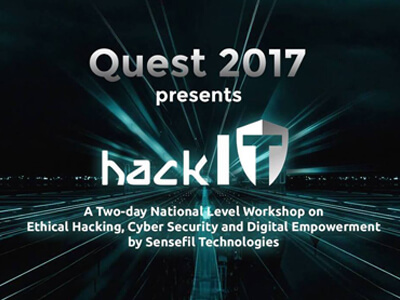 Quest 2017
presents
hackIT
A Two-day National Level Workshop on
Ethical Hacking, Cyber Security and Digital Empowerment
by Sensefil Technologies